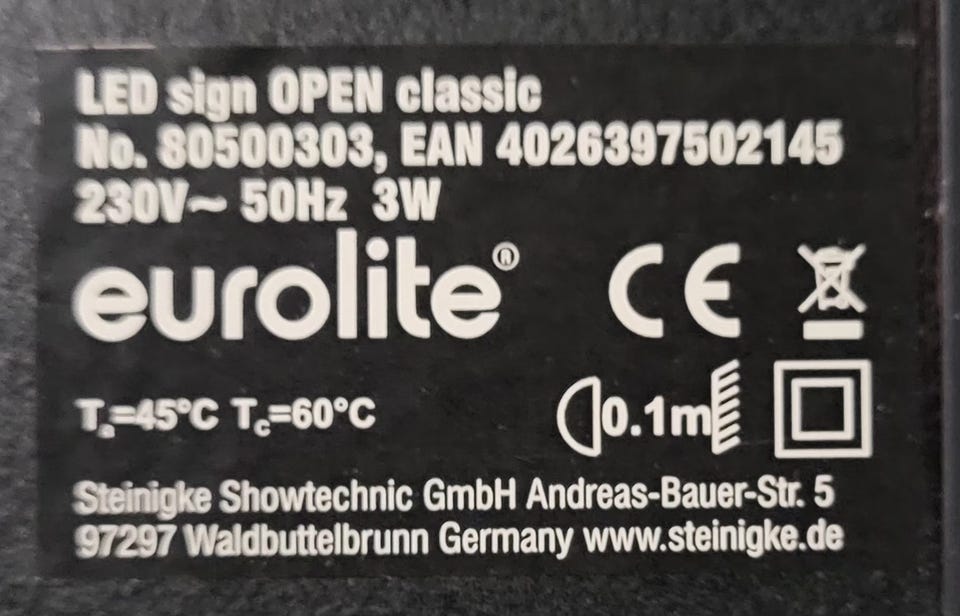 LED sign OPEN classic
No. 80500303, EAN 4026397502145
230V~ 50Hz 3W
eurolite®
CE
Ta=45°C Tc=60°C
0.1m
Steinigke Showtechnic GmbH Andreas-Bauer-Str. 5
97297 Waldbuttelbrunn Germany www.steinigke.de